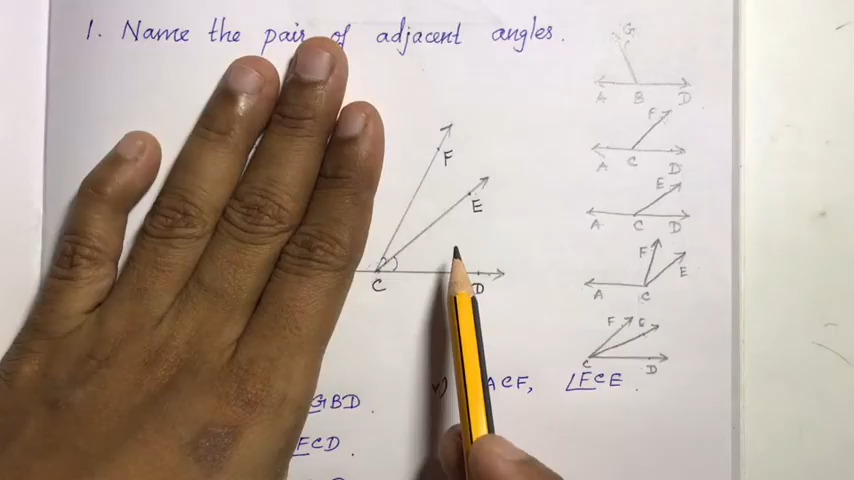 1. Name the pair of adjacent angles.
G
A B D
F
A C D
E
A C D
F
E
A C
F E
C D
F
E
C D
ACF, ∠FCE.
GBD.
FCD.